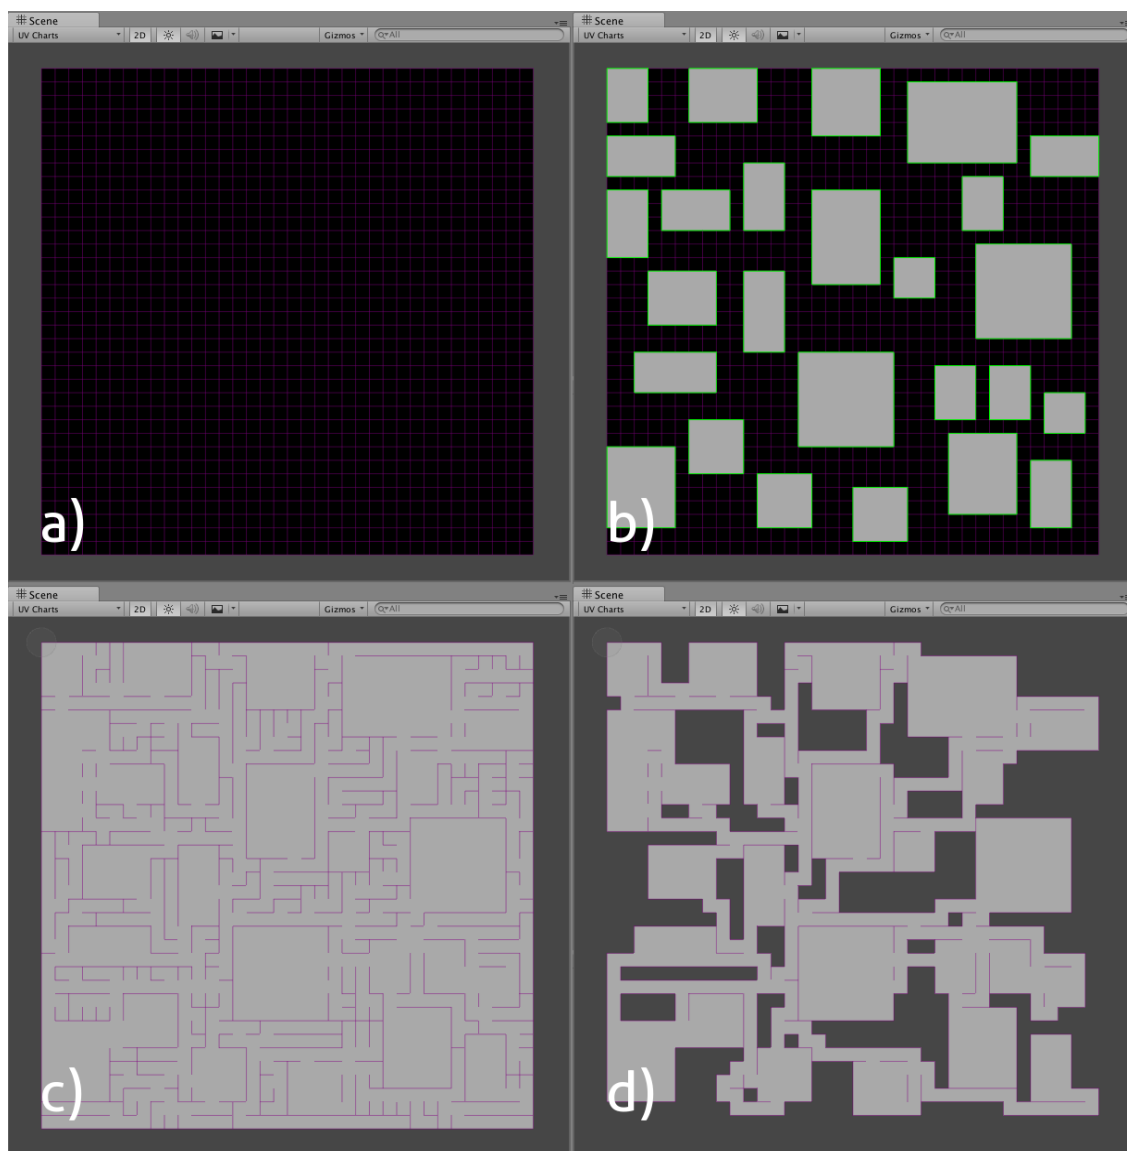 Scene
UV Charts 2D Gizmos All
a)
Scene
UV Charts 2D Gizmos All
b)
Scene
UV Charts 2D Gizmos All
c)
Scene
UV Charts 2D Gizmos All
d)